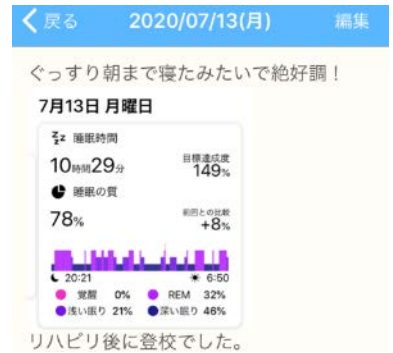 戻る 2020/07/13(月) 編集
ぐっすり朝まで寝たみたいで絶好調！
7月13日 月曜日
睡眠時間
10時間29分 目標達成度 149%
睡眠の質
78% 前回との比較 +8%
20:21 6:50
覚醒 0% REM 32%
浅い眠り 21% 深い眠り 46%
リハビリ後に登校でした。